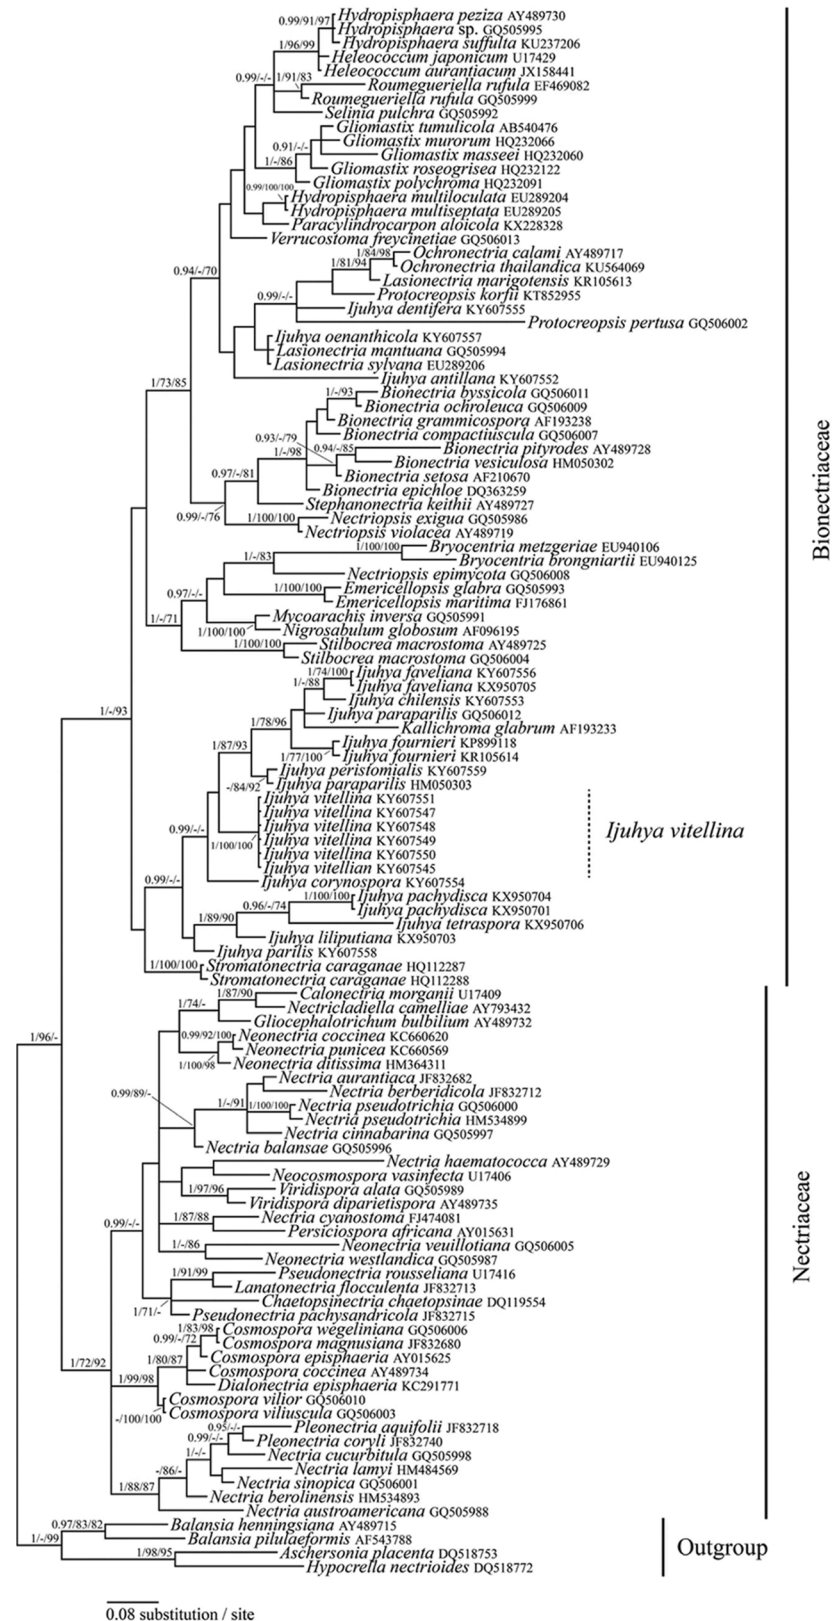 0.99/91/97
Hydropisphaera peziza AY489730
Hydropisphaera sp. GQ505995
1/96/99
Hydropisphaera suffulta KU237206
Heleococcum japonicum U17429
Heleococcum aurantiacum JX158441
0.99/-/-
1/91/83
Roumegueriella rufula EF469082
Roumegueriella rufula GQ505999
Selinia pulchra GQ505992
Gliomastix tumulicola AB540476
Gliomastix murorum HQ232066
0.91/-/-
Gliomastix masseei HQ232060
1/-/86
Gliomastix roseogrisea HQ232122
Gliomastix polychroma HQ232091
0.99/100/100
Hydropisphaera multiloculata EU289204
Hydropisphaera multiseptata EU289205
Paracylindrocarpon aloicola KX228328
Verrucostoma freycinetiae GQ506013
1/84/98
Ochronectria calami AY489717
1/81/94
Ochronectria thailandica KU564069
0.94/-/70
Lasionectria marigotensis KR105613
Protocreopsis korfii KT852955
0.99/-/-
Ijuhya dentifera KY607555
Protocreopsis pertusa GQ506002
Ijuhya oenanthicola KY607557
Lasionectria mantuana GQ505994
Lasionectria sylvana EU289206
Ijuhya antillana KY607552
1/73/85
1/-/93
Bionectria byssicola GQ506011
Bionectria ochroleuca GQ506009
Bionectria grammicospora AF193238
Bionectria compactiuscula GQ506007
0.93/-/79
0.94/-/85
Bionectria pityrodes AY489728
1/-/98
Bionectria vesiculosa HM050302
0.97/-/81
Bionectria setosa AF210670
Bionectria epichloe DQ363259
Stephanonectria keithii AY489727
0.99/-/76
1/100/100
Nectriopsis exigua GQ505986
Nectriopsis violacea AY489719
Bionectriaceae
1/100/100
Bryocentria metzgeriae EU940106
1/-/83
Bryocentria brongniartii EU940125
Nectriopsis epimycota GQ506008
0.97/-/-
1/100/100
Emericellopsis glabra GQ505993
Emericellopsis maritima FJ176861
1/-/71
Mycoarachis inversa GQ505991
1/100/100
Nigrosabulum globosum AF096195
1/100/100
Stilbocrea macrostoma AY489725
Stilbocrea macrostoma GQ506004
1/74/100
Ijuhya faveliana KY607556
1/-/88
Ijuhya faveliana KX950705
Ijuhya chilensis KY607553
1/-/93
1/78/96
Ijuhya paraparilis GQ506012
Kallichroma glabrum AF193233
1/87/93
Ijuhya fournieri KP899118
1/77/100
Ijuhya fournieri KR105614
Ijuhya peristomialis KY607559
-/84/92
Ijuhya paraparilis HM050303
Ijuhya vitellina KY607551
Ijuhya vitellina KY607547
Ijuhya vitellina KY607548
Ijuhya vitellina
0.99/-/-
1/100/100
Ijuhya vitellina KY607549
Ijuhya vitellina KY607550
Ijuhya vitellian KY607545
0.99/-/-
Ijuhya corynospora KY607554
1/100/100
Ijuhya pachydisca KX950704
0.96/-/74
Ijuhya pachydisca KX950701
1/89/90
Ijuhya tetraspora KX950706
Ijuhya liliputiana KX950703
Ijuhya parilis KY607558
1/100/100
Stromatonectria caraganae HQ112287
Stromatonectria caraganae HQ112288
1/87/90
Calonectria morganii U17409
1/74/-
Nectricladiella camelliae AY793432
Gliocephalotrichum bulbilium AY489732
1/96/-
0.99/92/100
Neonectria coccinea KC660620
Neonectria punicea KC660569
1/100/98
Neonectria ditissima HM364311
Nectria aurantiaca JF832682
0.99/89/-
Nectria berberidicola JF832712
1/-/91
1/100/100
Nectria pseudotrichia GQ506000
Nectria pseudotrichia HM534899
Nectria cinnabarina GQ505997
Nectria balansae GQ505996
Nectria haematococca AY489729
Neocosmospora vasinfecta U17406
1/97/96
Viridispora alata GQ505989
Viridispora diparietispora AY489735
0.99/-/-
1/87/88
Nectria cyanostoma FJ474081
Persiciospora africana AY015631
Nectriaceae
1/-/86
Neonectria veuillotiana GQ506005
Neonectria westlandica GQ505987
1/91/99
Pseudonectria rousseliana U17416
Lanatonectria flocculenta JF832713
Chaetopsinectria chaetopsinae DQ119554
1/71/-
Pseudonectria pachysandricola JF832715
1/83/98
Cosmospora wegeliniana GQ506006
0.99/-/72
Cosmospora magnusiana JF832680
1/80/87
Cosmospora episphaeria AY015625
1/72/92
Cosmospora coccinea AY489734
1/99/98
Dialonectria episphaeria KC291771
Cosmospora vilior GQ506010
-/100/100
Cosmospora viliuscula GQ506003
0.95/-/-
Pleonectria aquifolii JF832718
0.99/-/-
Pleonectria coryli JF832740
1/-/-
Nectria cucurbitula GQ505998
-/86/-
Nectria lamyi HM484569
Nectria sinopica GQ506001
1/88/87
Nectria berolinensis HM534893
Nectria austroamericana GQ505988
0.97/83/82
Balansia henningsiana AY489715
1/-/99
Balansia pilulaeformis AF543788
Outgroup
1/98/95
Aschersonia placenta DQ518753
Hypocrella nectrioides DQ518772
0.08 substitution / site